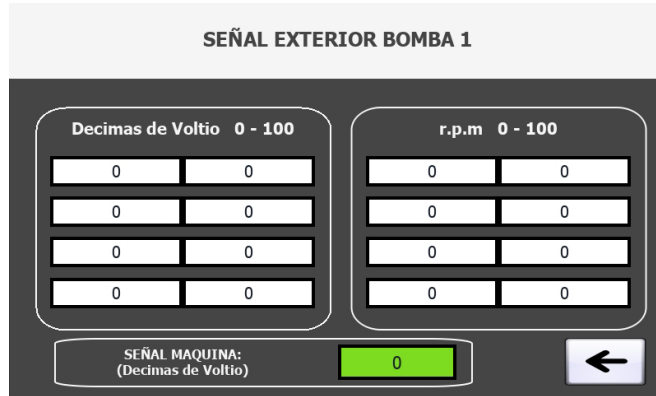 SEÑAL EXTERIOR BOMBA 1
Decimas de Voltio 0 - 100
0 0
0 0
0 0
0 0
r.p.m 0 - 100
0 0
0 0
0 0
0 0
SEÑAL MAQUINA:
(Decimas de Voltio)
0